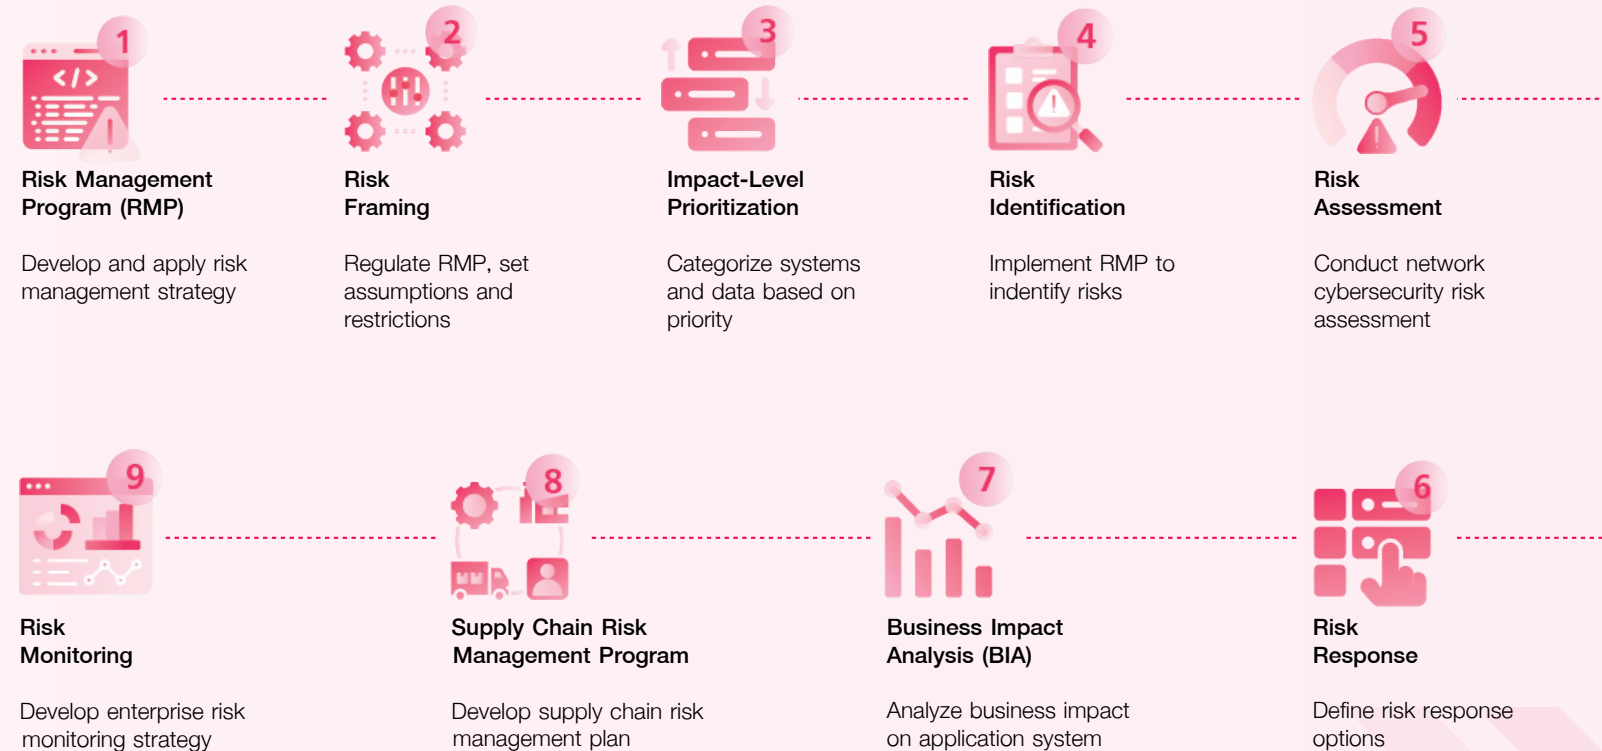 1
Risk Management
Program (RMP)
Develop and apply risk
management strategy
2
Risk
Framing
Regulate RMP, set
assumptions and
restrictions
3
Impact-Level
Prioritization
Categorize systems
and data based on
priority
4
Risk
Identification
Implement RMP to
indentify risks
5
Risk
Assessment
Conduct network
cybersecurity risk
assessment
9
Risk
Monitoring
Develop enterprise risk
monitoring strategy
8
Supply Chain Risk
Management Program
Develop supply chain risk
management plan
7
Business Impact
Analysis (BIA)
Analyze business impact
on application system
6
Risk
Response
Define risk response
options